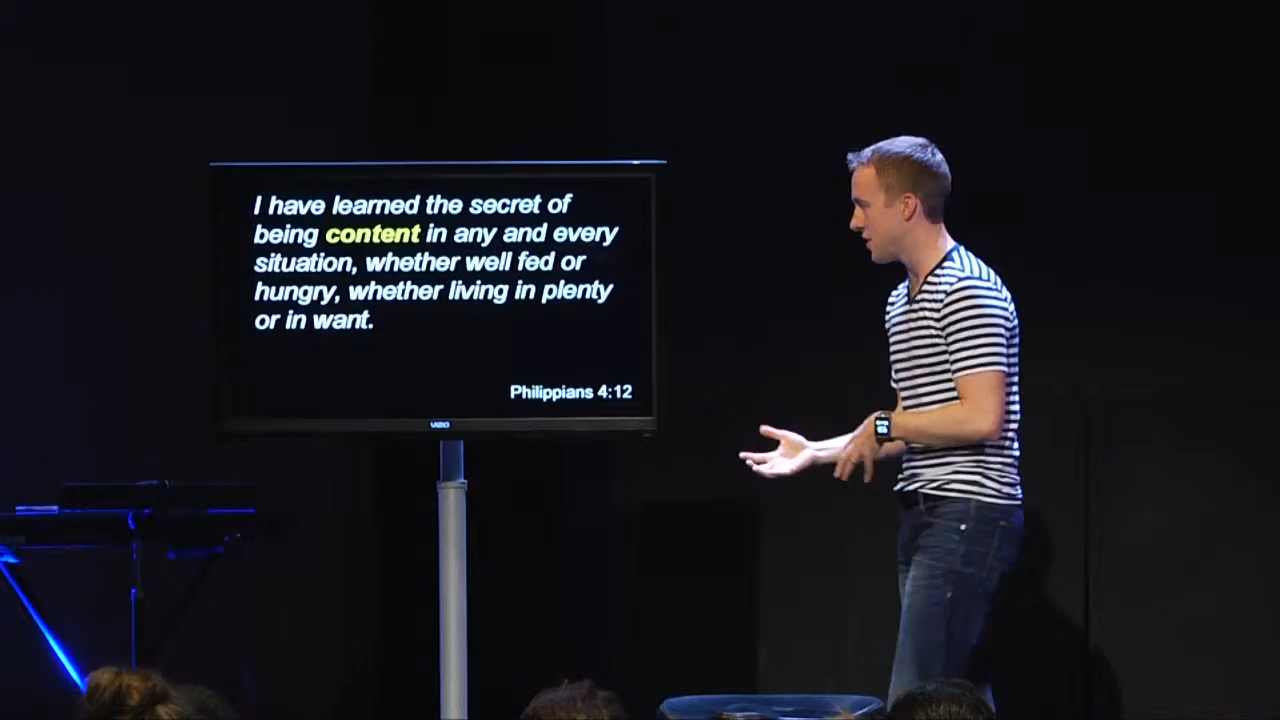 I have learned the secret of
being content in any and every
situation, whether well fed or
hungry, whether living in plenty
or in want.
Philippians 4:12
VIZIO